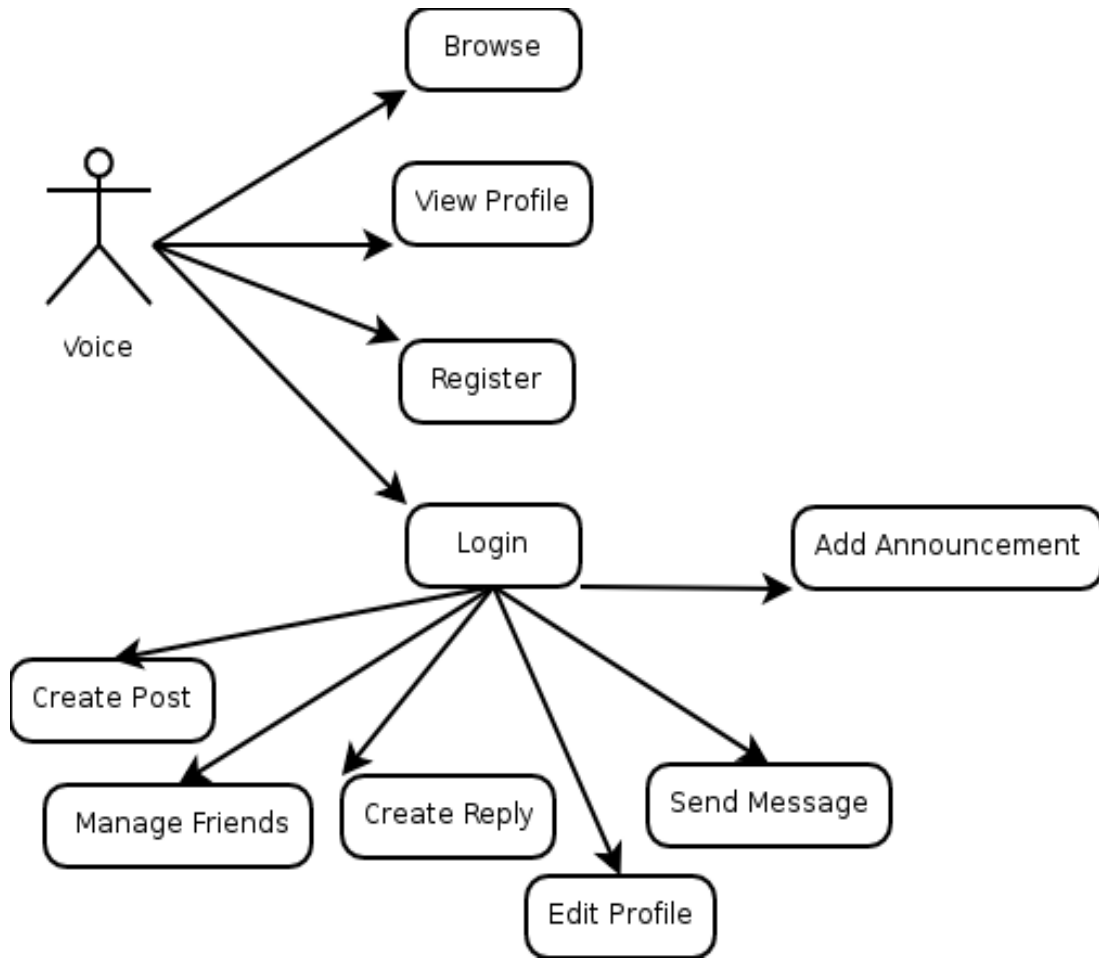 Browse
View Profile
Voice
Register
Login
Add Announcement
Create Post
Manage Friends
Create Reply
Send Message
Edit Profile